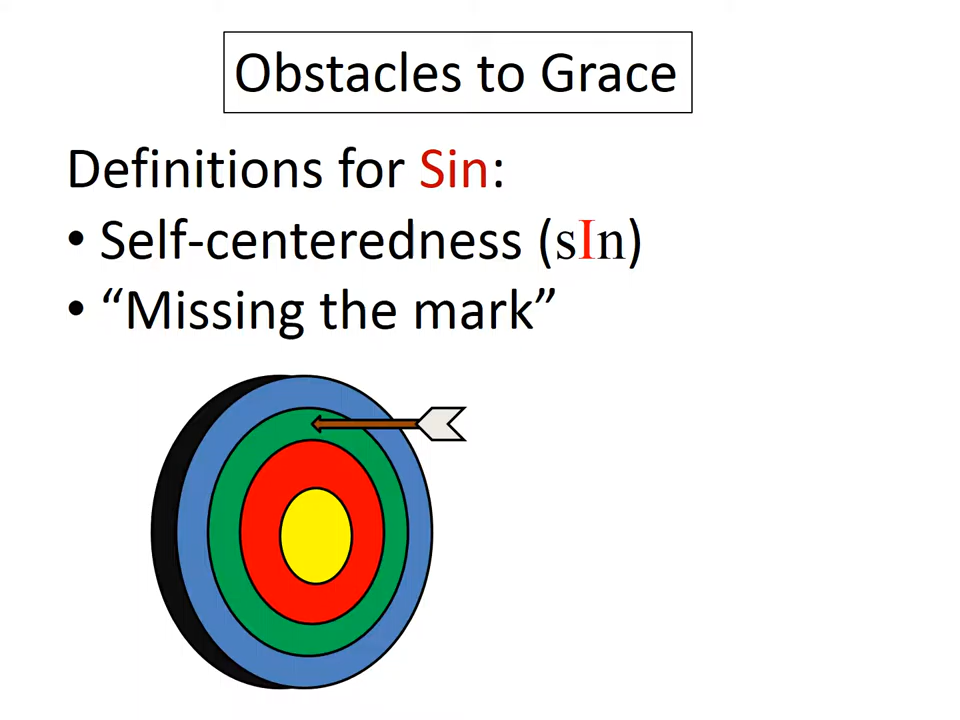 Obstacles to Grace
Definitions for Sin:
• Self-centeredness (sIn)
• “Missing the mark”